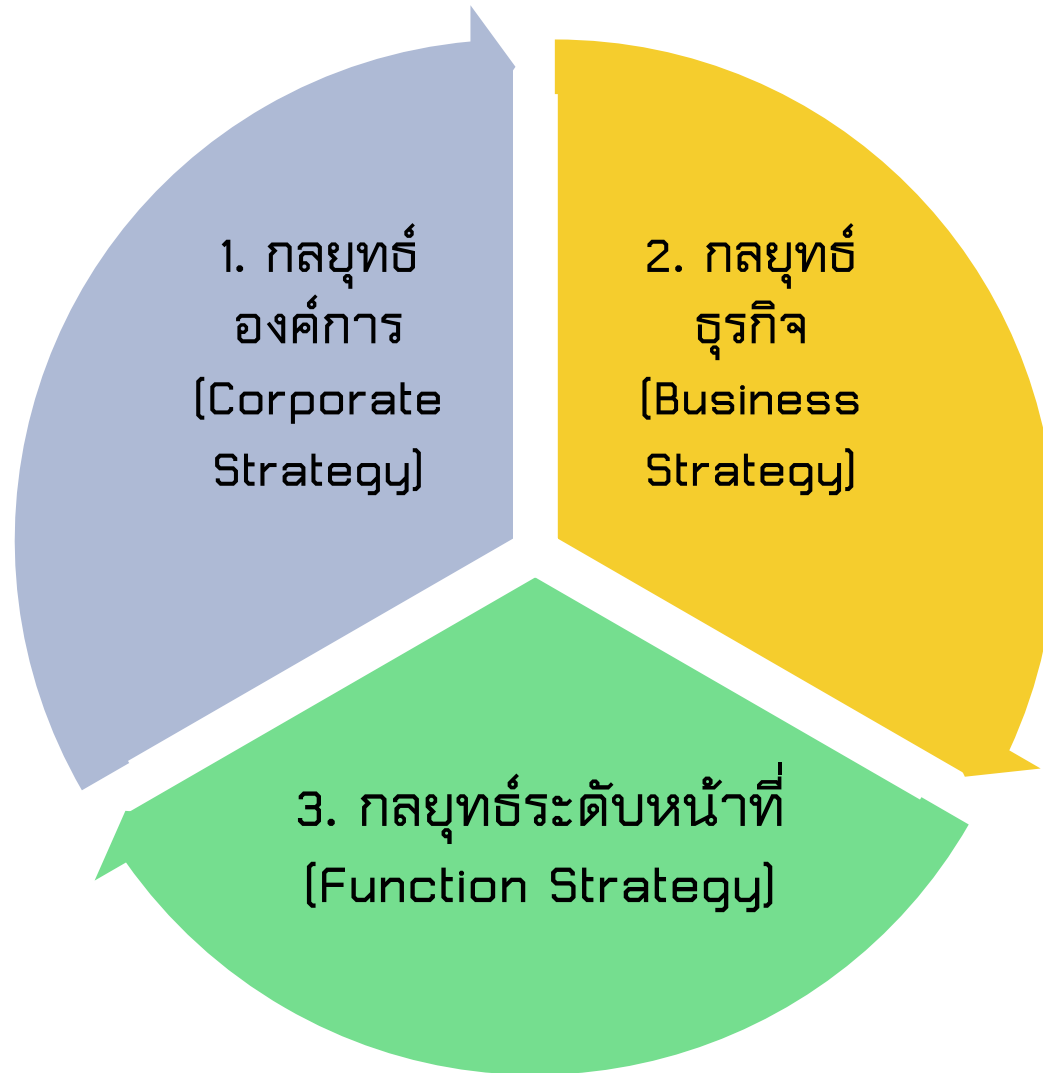 1. กลยุทธ์
องค์การ
(Corporate
Strategy)
2. กลยุทธ์
ธุรกิจ
(Business
Strategy)
3. กลยุทธ์ระดับหน้าที่
(Function Strategy)